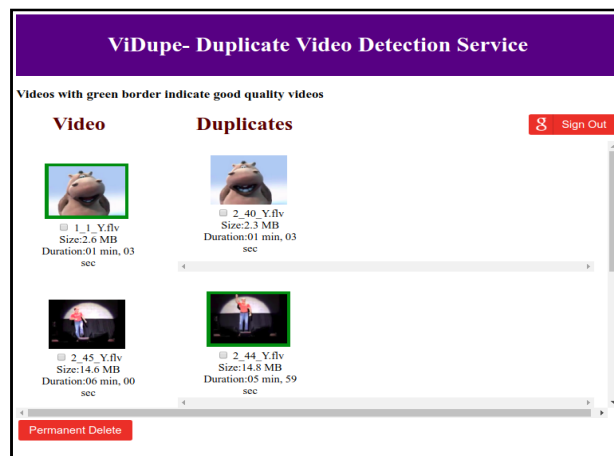 ViDupe- Duplicate Video Detection Service
Videos with green border indicate good quality videos
Video
Duplicates
g Sign Out
1_1_Y.flv
Size:2.6 MB
Duration:01 min, 03
sec
2_40_Y.flv
Size:2.3 MB
Duration:01 min, 03
sec
2_45_Y.flv
Size:14.6 MB
Duration:06 min, 00
sec
2_44_Y.flv
Size:14.8 MB
Duration:05 min, 59
sec
Permanent Delete